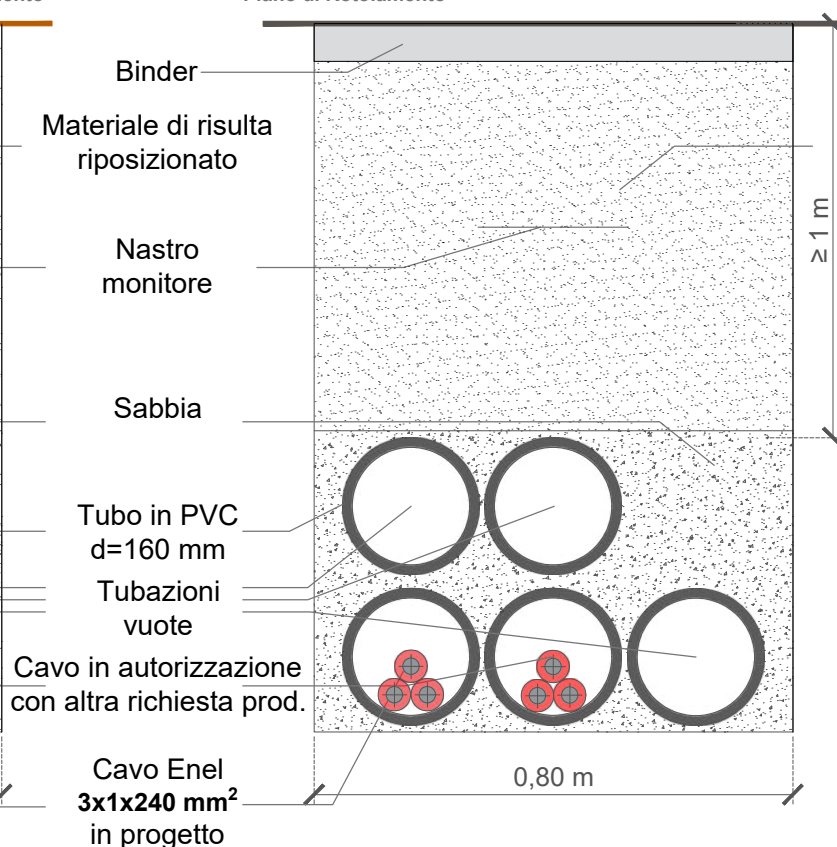 Binder
Materiale di risulta
riposizionato
≥ 1 m
Nastro
monitore
Sabbia
Tubo in PVC
d=160 mm
Tubazioni
vuote
Cavo in autorizzazione
con altra richiesta prod.
Cavo Enel
3x1x240 mm²
in progetto
0,80 m